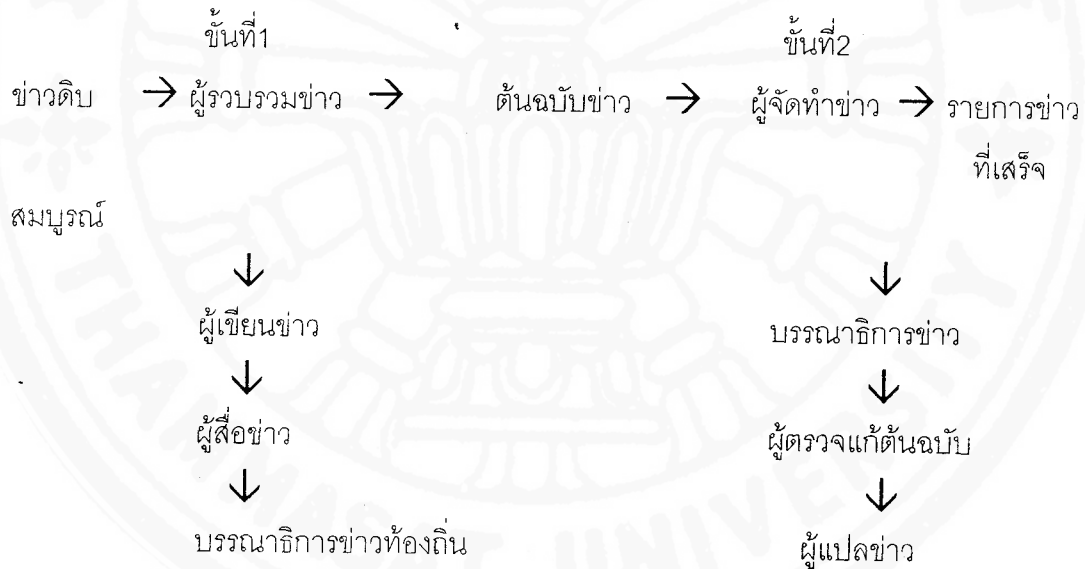 ขั้นที่1 ขั้นที่2
ข่าวดิบ → ผู้รวบรวมข่าว → ต้นฉบับข่าว → ผู้จัดทำข่าว → รายการข่าว
ที่เสร็จ
สมบูรณ์
↓ ↓
ผู้เขียนข่าว บรรณาธิการข่าว
↓ ↓
ผู้สื่อข่าว ผู้ตรวจแก้ต้นฉบับ
↓ ↓
บรรณาธิการข่าวท้องถิ่น ผู้แปลข่าว
THAMMASAT UNIVERSITY